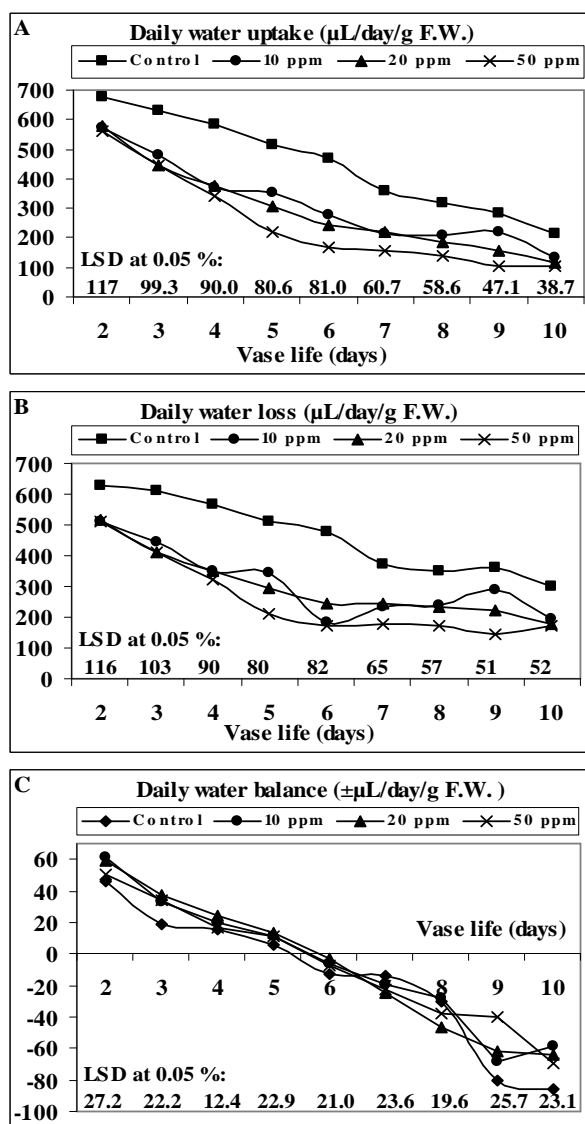 A
Daily water uptake (µL/day/g F.W.)
Control 10 ppm 20 ppm 50 ppm
700
600
500
400
300
200
100
0
LSD at 0.05 %:
117 99.3 90.0 80.6 81.0 60.7 58.6 47.1 38.7
2 3 4 5 6 7 8 9 10
Vase life (days)
B
Daily water loss (µL/day/g F.W.)
Control 10 ppm 20 ppm 50 ppm
700
600
500
400
300
200
100
0
LSD at 0.05 %:
116 103 90 80 82 65 57 51 52
2 3 4 5 6 7 8 9 10
Vase life (days)
C
Daily water balance (±µL/day/g F.W. )
Control 10 ppm 20 ppm 50 ppm
60
40
20
0
-20
-40
-60
-80
-100
Vase life (days)
2 3 4 5 6 7 8 9 10
LSD at 0.05 %:
27.2 22.2 12.4 22.9 21.0 23.6 19.6 25.7 23.1